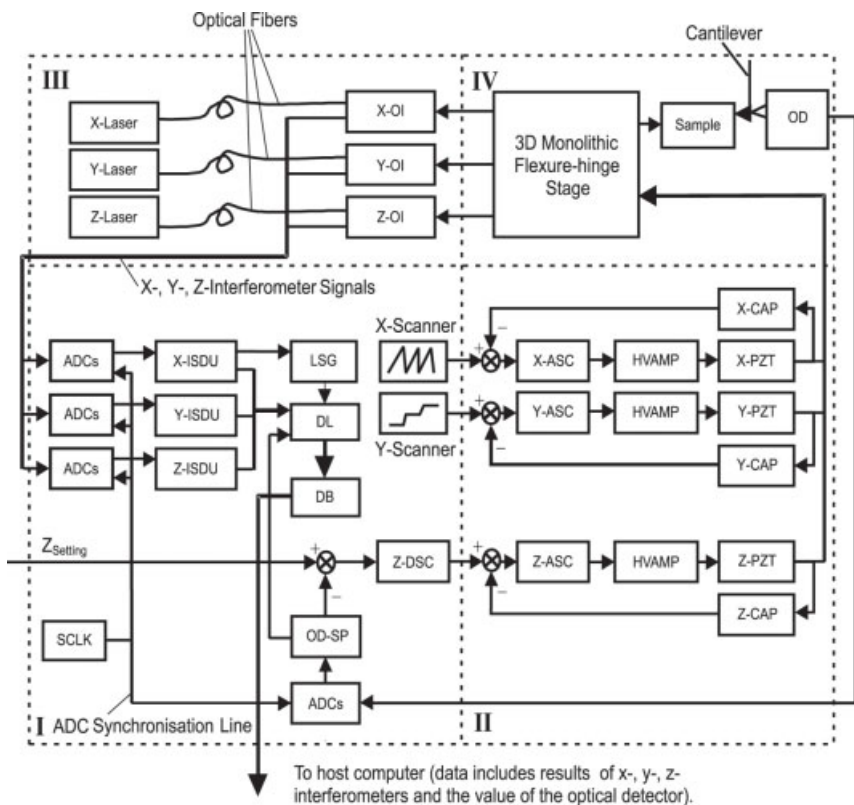 Optical Fibers
Cantilever
III
IV
X-Laser
X-OI
3D Monolithic
Flexure-hinge
Stage
Sample
OD
Y-Laser
Y-OI
Z-Laser
Z-OI
X-, Y-, Z-Interferometer Signals
X-Scanner
X-CAP
ADCs
X-ISDU
LSG
+
−
X-ASC
HVAMP
X-PZT
ADCs
Y-ISDU
DL
+
−
Y-ASC
HVAMP
Y-PZT
Y-Scanner
ADCs
Z-ISDU
Y-CAP
DB
ZSetting
+
−
Z-DSC
+
−
Z-ASC
HVAMP
Z-PZT
Z-CAP
SCLK
OD-SP
ADCs
I ADC Synchronisation Line
II
To host computer (data includes results of x-, y-, z-
interferometers and the value of the optical detector).